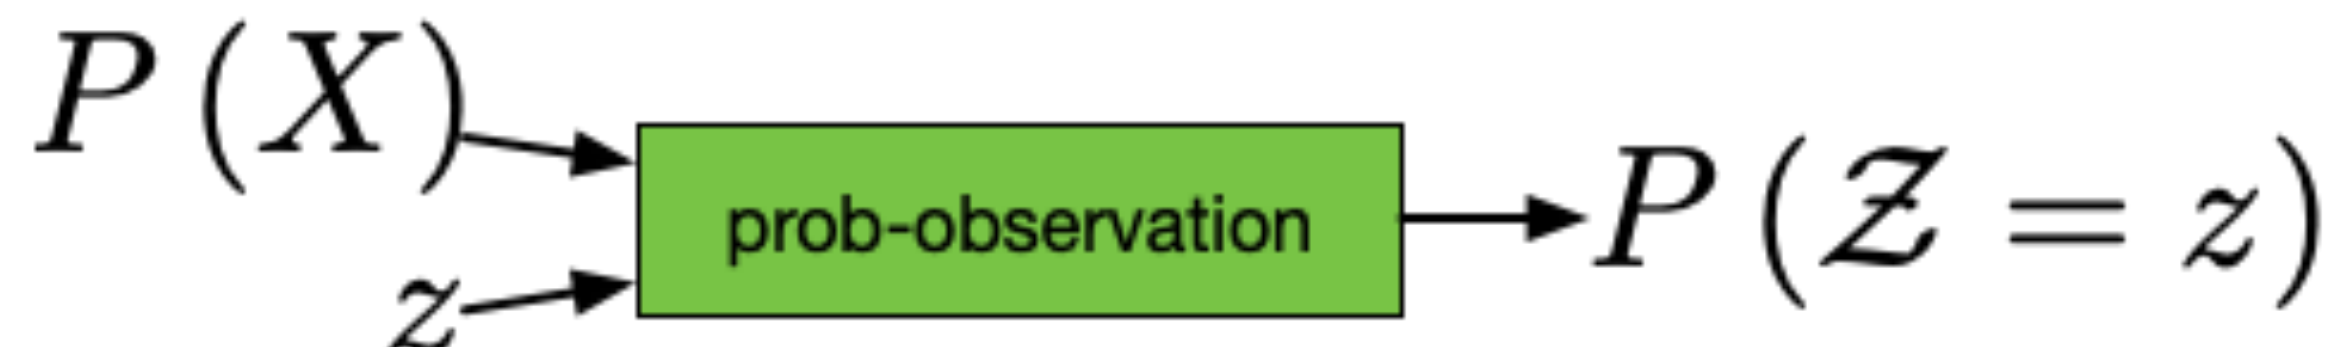 P (X)
prob-observation
P (Z = z)
z